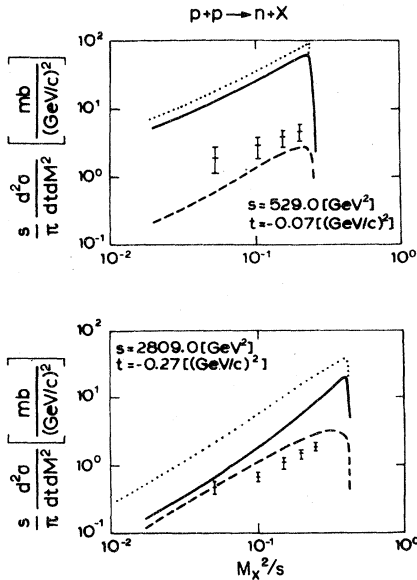 p+p → n+X
s/π d²σ/dtdM² [mb/(GeV/c)²]
10²
10¹
10⁰
10⁻¹
s=529.0[GeV²]
t=-0.07[(GeV/c)²]
10⁻² 10⁻¹ 10⁰
s/π d²σ/dtdM² [mb/(GeV/c)²]
10²
s=2809.0[GeV²]
t=-0.27[(GeV/c)²]
10¹
10⁰
10⁻¹
10⁻² 10⁻¹ 10⁰
Mₓ²/s